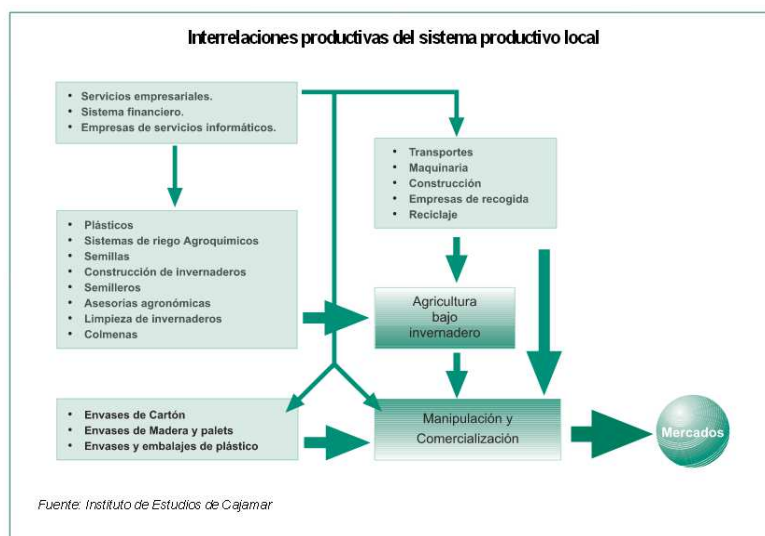 Interrelaciones productivas del sistema productivo local
• Servicios empresariales.
• Sistema financiero.
• Empresas de servicios informáticos.
• Transportes
• Maquinaria
• Construcción
• Empresas de recogida
• Reciclaje
• Plásticos
• Sistemas de riego Agroquímicos
• Semillas
• Construcción de invernaderos
• Semilleros
• Asesorías agronómicas
• Limpieza de invernaderos
• Colmenas
Agricultura
bajo
invernadero
• Envases de Cartón
• Envases de Madera y palets
• Envases y embalajes de plástico
Manipulación y
Comercialización
Mercados
Fuente: Instituto de Estudios de Cajamar